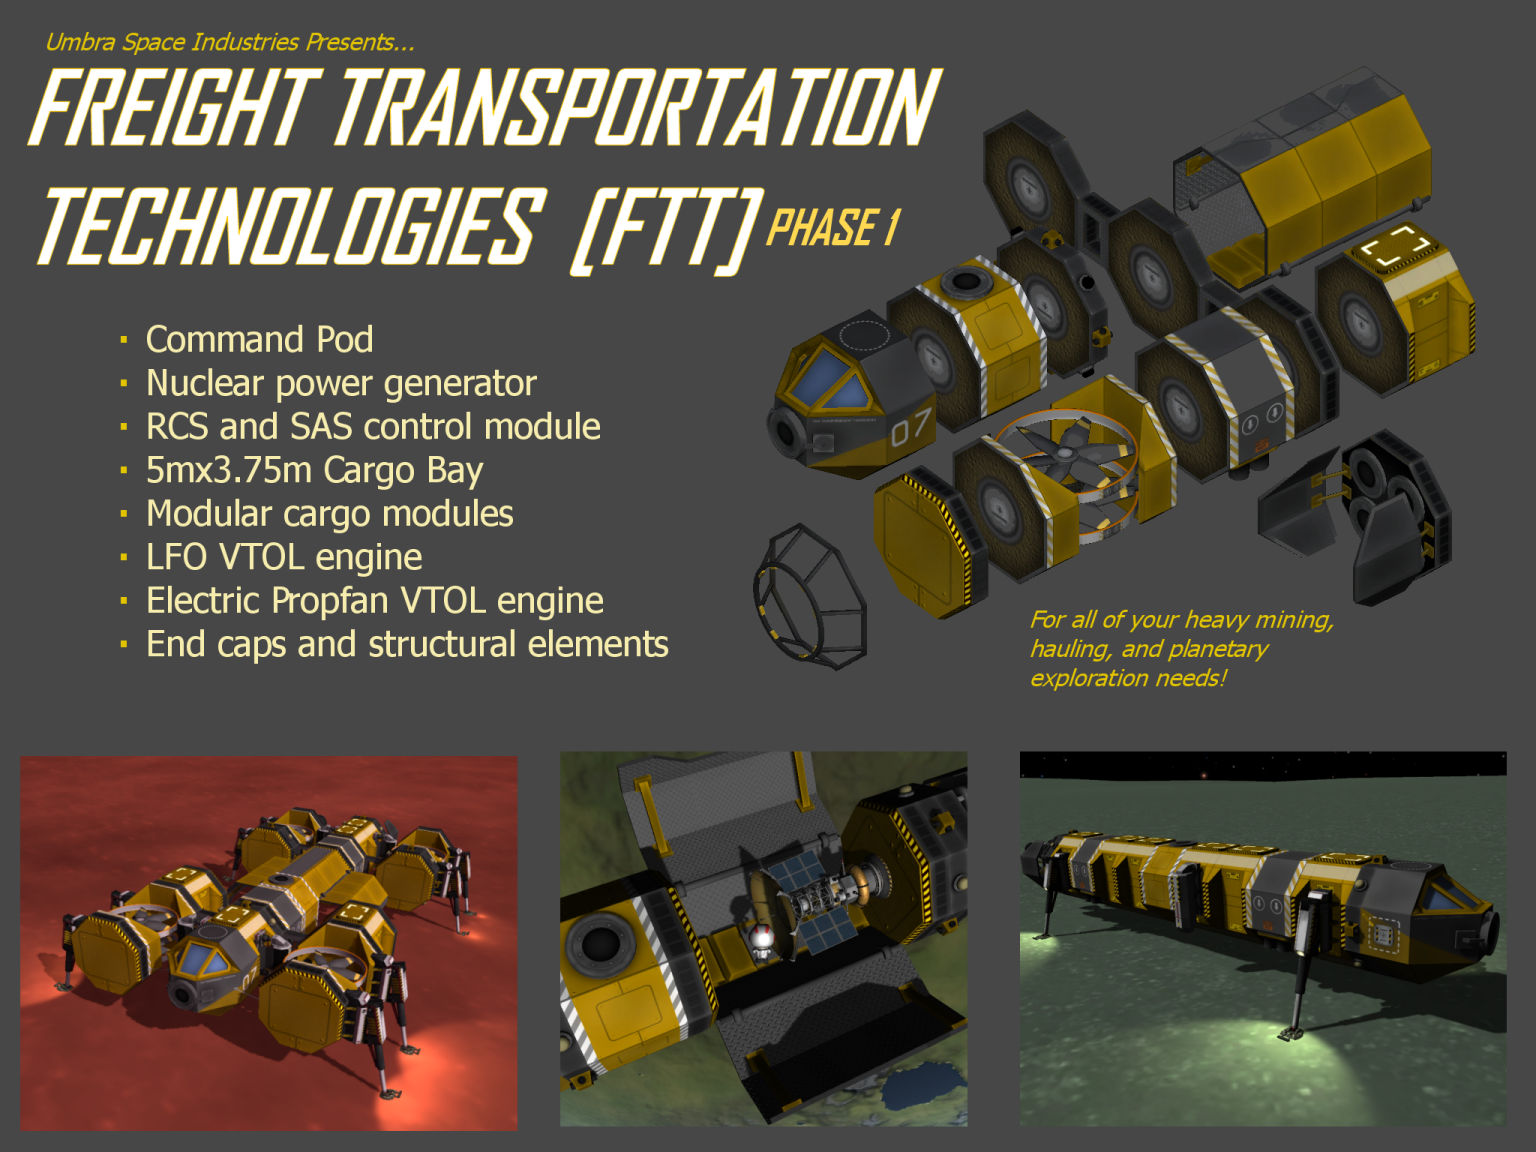 Umbra Space Industries Presents...
FREIGHT TRANSPORTATION
TECHNOLOGIES (FTT) PHASE 1
· Command Pod
· Nuclear power generator
· RCS and SAS control module
· 5mx3.75m Cargo Bay
· Modular cargo modules
· LFO VTOL engine
· Electric Propfan VTOL engine
· End caps and structural elements
07
For all of your heavy mining,
hauling, and planetary
exploration needs!
07